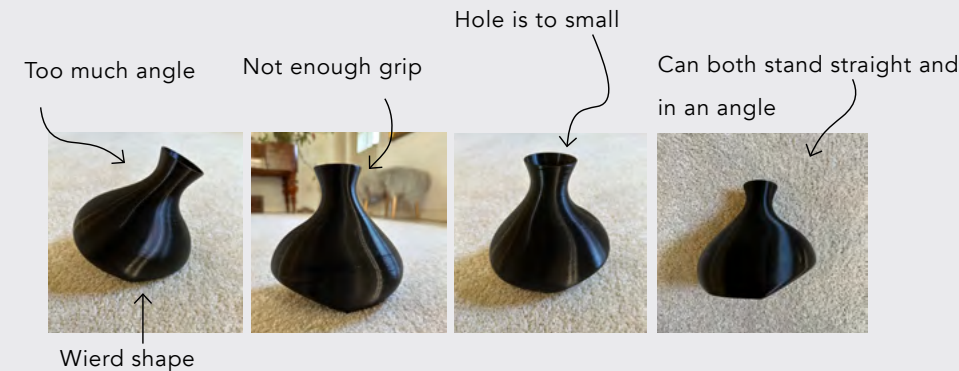 Too much angle
Not enough grip
Hole is to small
Can both stand straight and
in an angle
Wierd shape